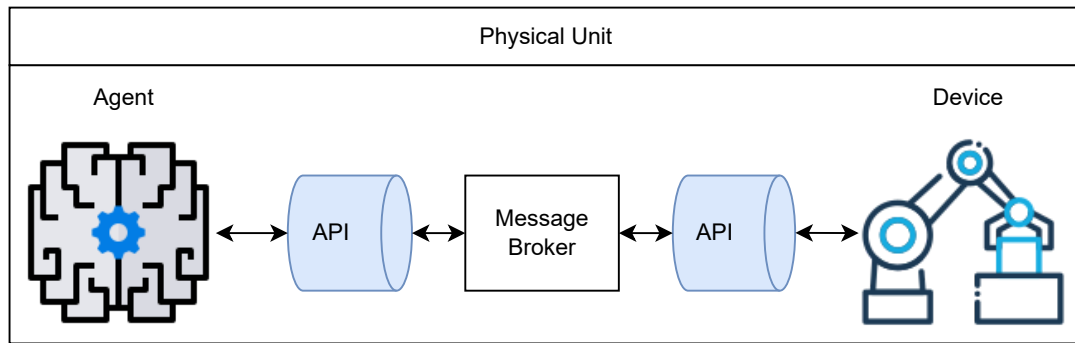 Physical Unit
Agent
Device
API
Message
Broker
API